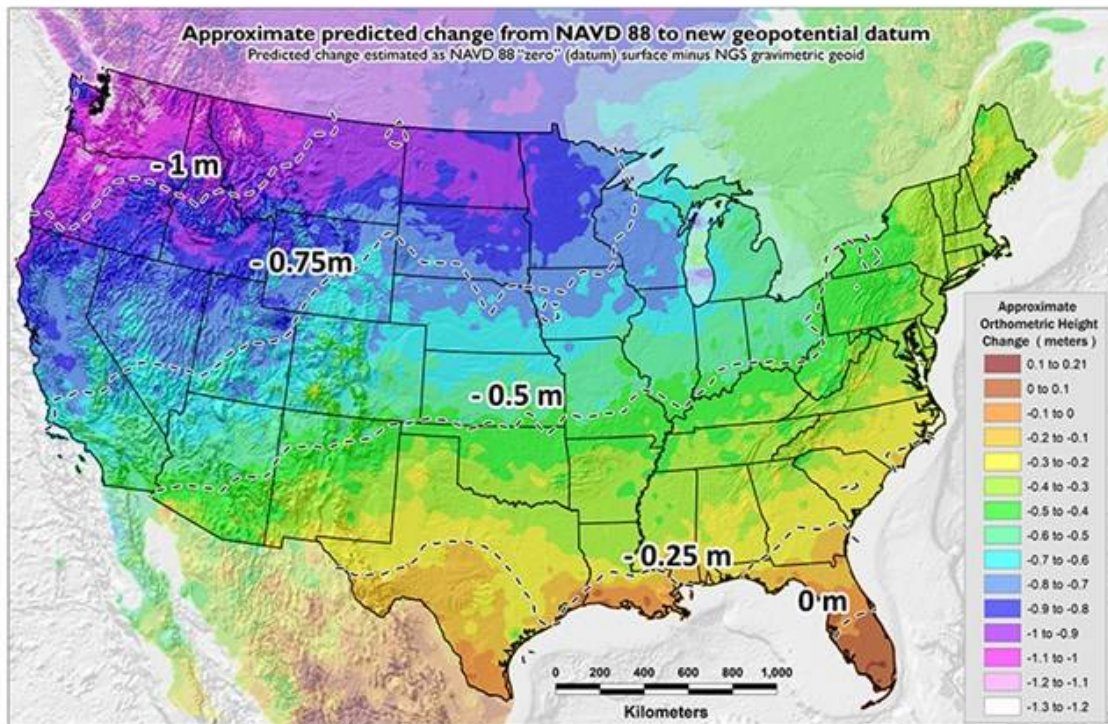 Approximate predicted change from NAVD 88 to new geopotential datum
Predicted change estimated as NAVD 88 "zero" (datum) surface minus NGS gravimetric geoid
- 1 m
- 0.75m
- 0.5 m
- 0.25 m
0 m
Approximate
Orthometric Height
Change ( meters )
0.1 to 0.21
0 to 0.1
-0.1 to 0
-0.2 to -0.1
-0.3 to -0.2
-0.4 to -0.3
-0.5 to -0.4
-0.6 to -0.5
-0.7 to -0.6
-0.8 to -0.7
-0.9 to -0.8
-1 to -0.9
-1.1 to -1
-1.2 to -1.1
-1.3 to -1.2
0 200 400 600 800 1,000
Kilometers